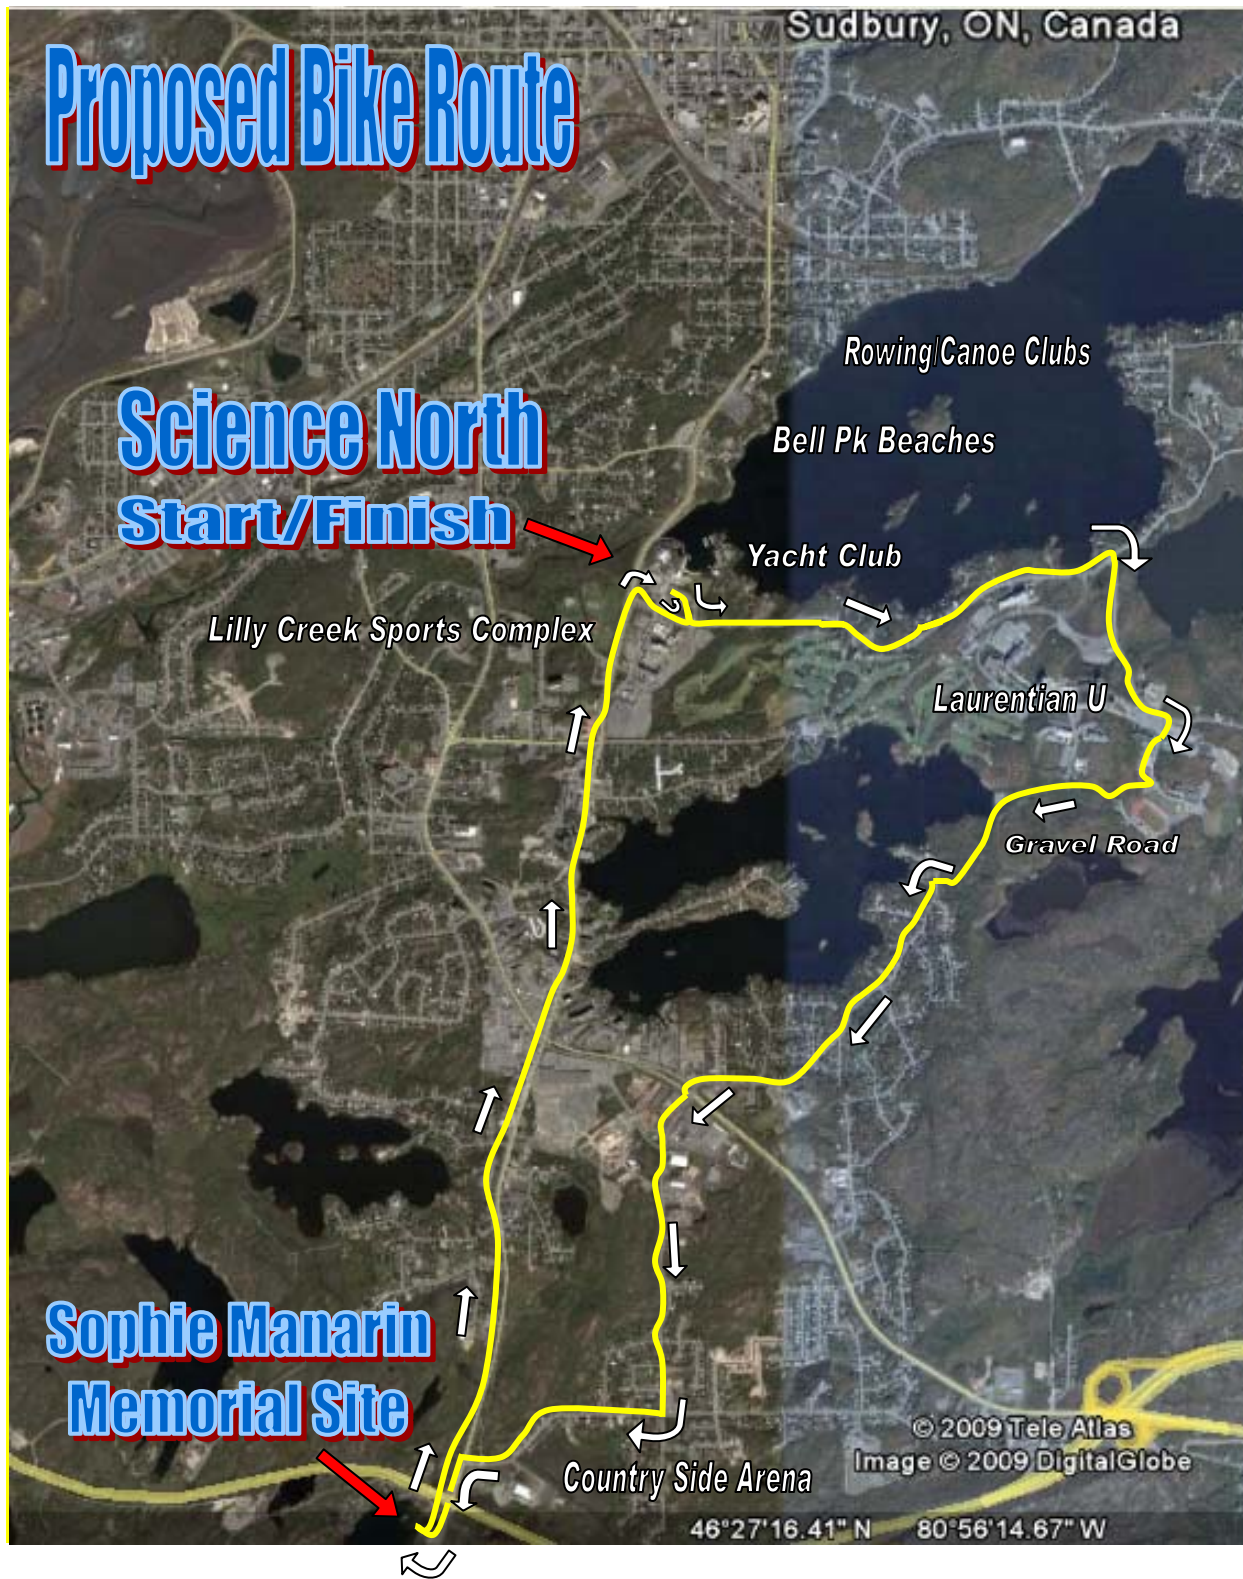 Sudbury, ON, Canada
Proposed Bike Route
Rowing/Canoe Clubs
Science North
Bell Pk Beaches
Start/Finish
Yacht Club
Lilly Creek Sports Complex
Laurentian U
Gravel Road
Sophie Manarin
Memorial Site
© 2009 Tele Atlas
Image © 2009 DigitalGlobe
Country Side Arena
46°27'16.41" N 80°56'14.67" W